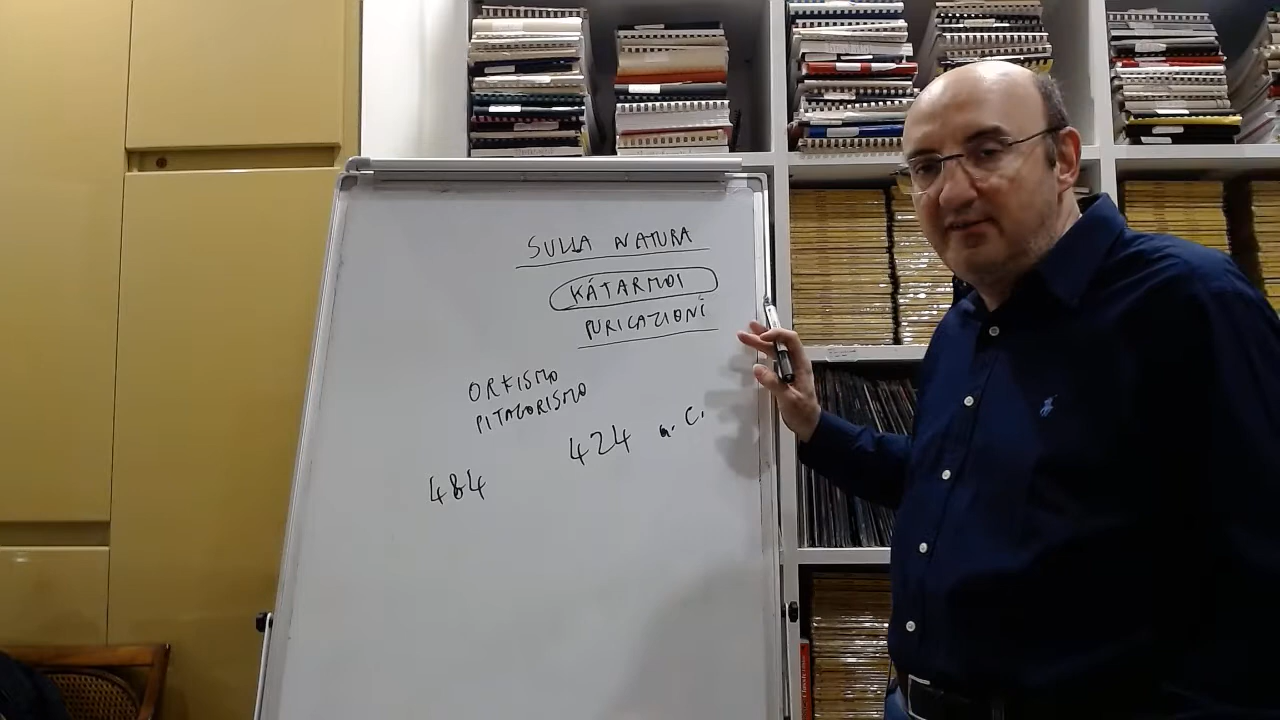 SULLA NATURA
KÁTARMOI
PURICAZIONI
ORFISMO
PITAGORISMO
424 a.C.
484